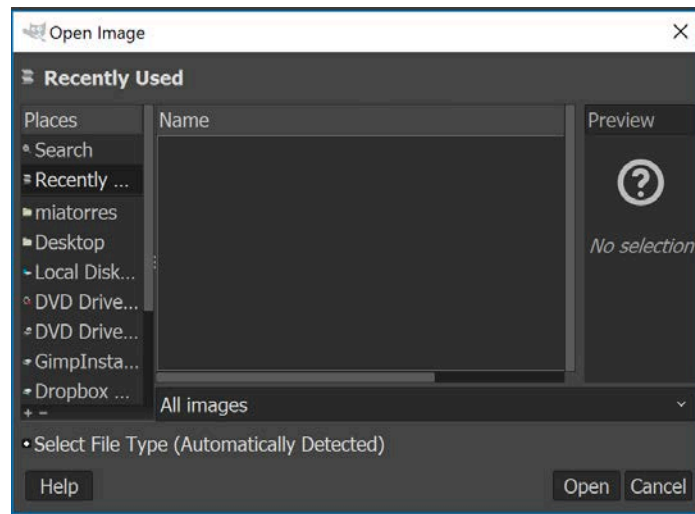 Open Image
Recently Used
Places
Search
Recently ...
miatorres
Desktop
Local Disk...
DVD Drive...
DVD Drive...
GimpInsta...
Dropbox ...
Name
All images
Preview
No selection
Select File Type (Automatically Detected)
Help
Open
Cancel